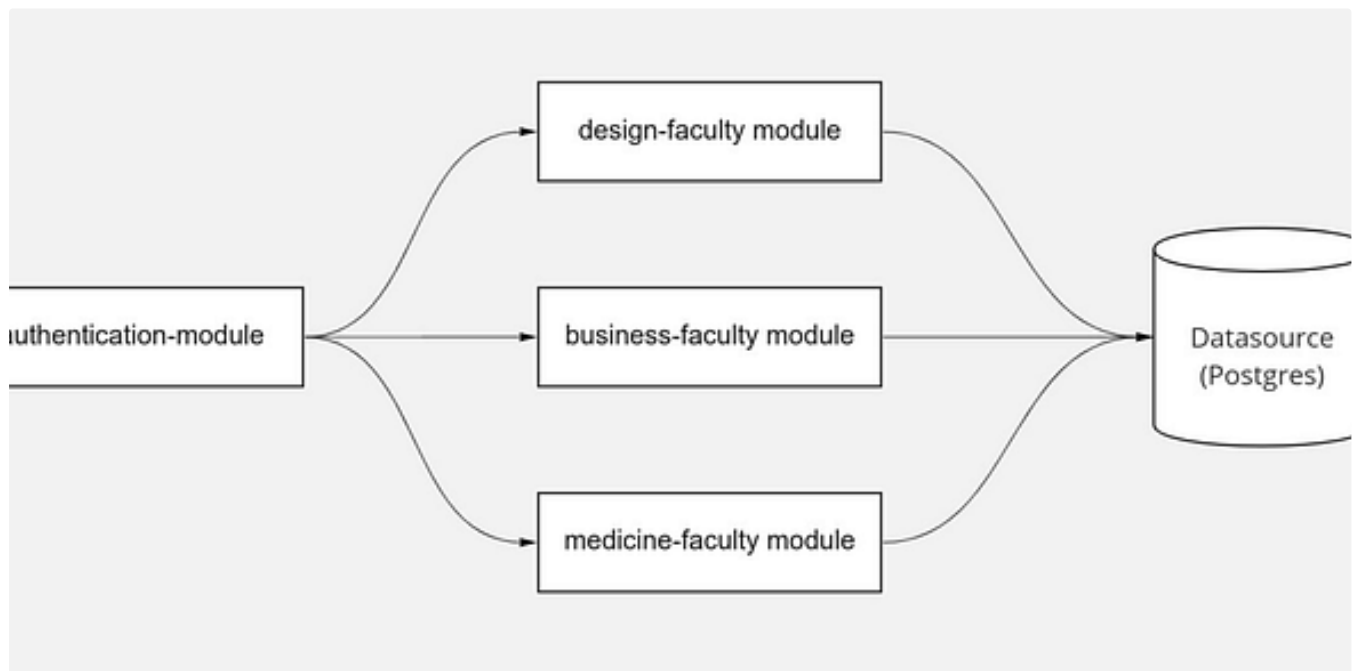 design-faculty module
uthentication-module
business-faculty module
Datasource
(Postgres)
medicine-faculty module